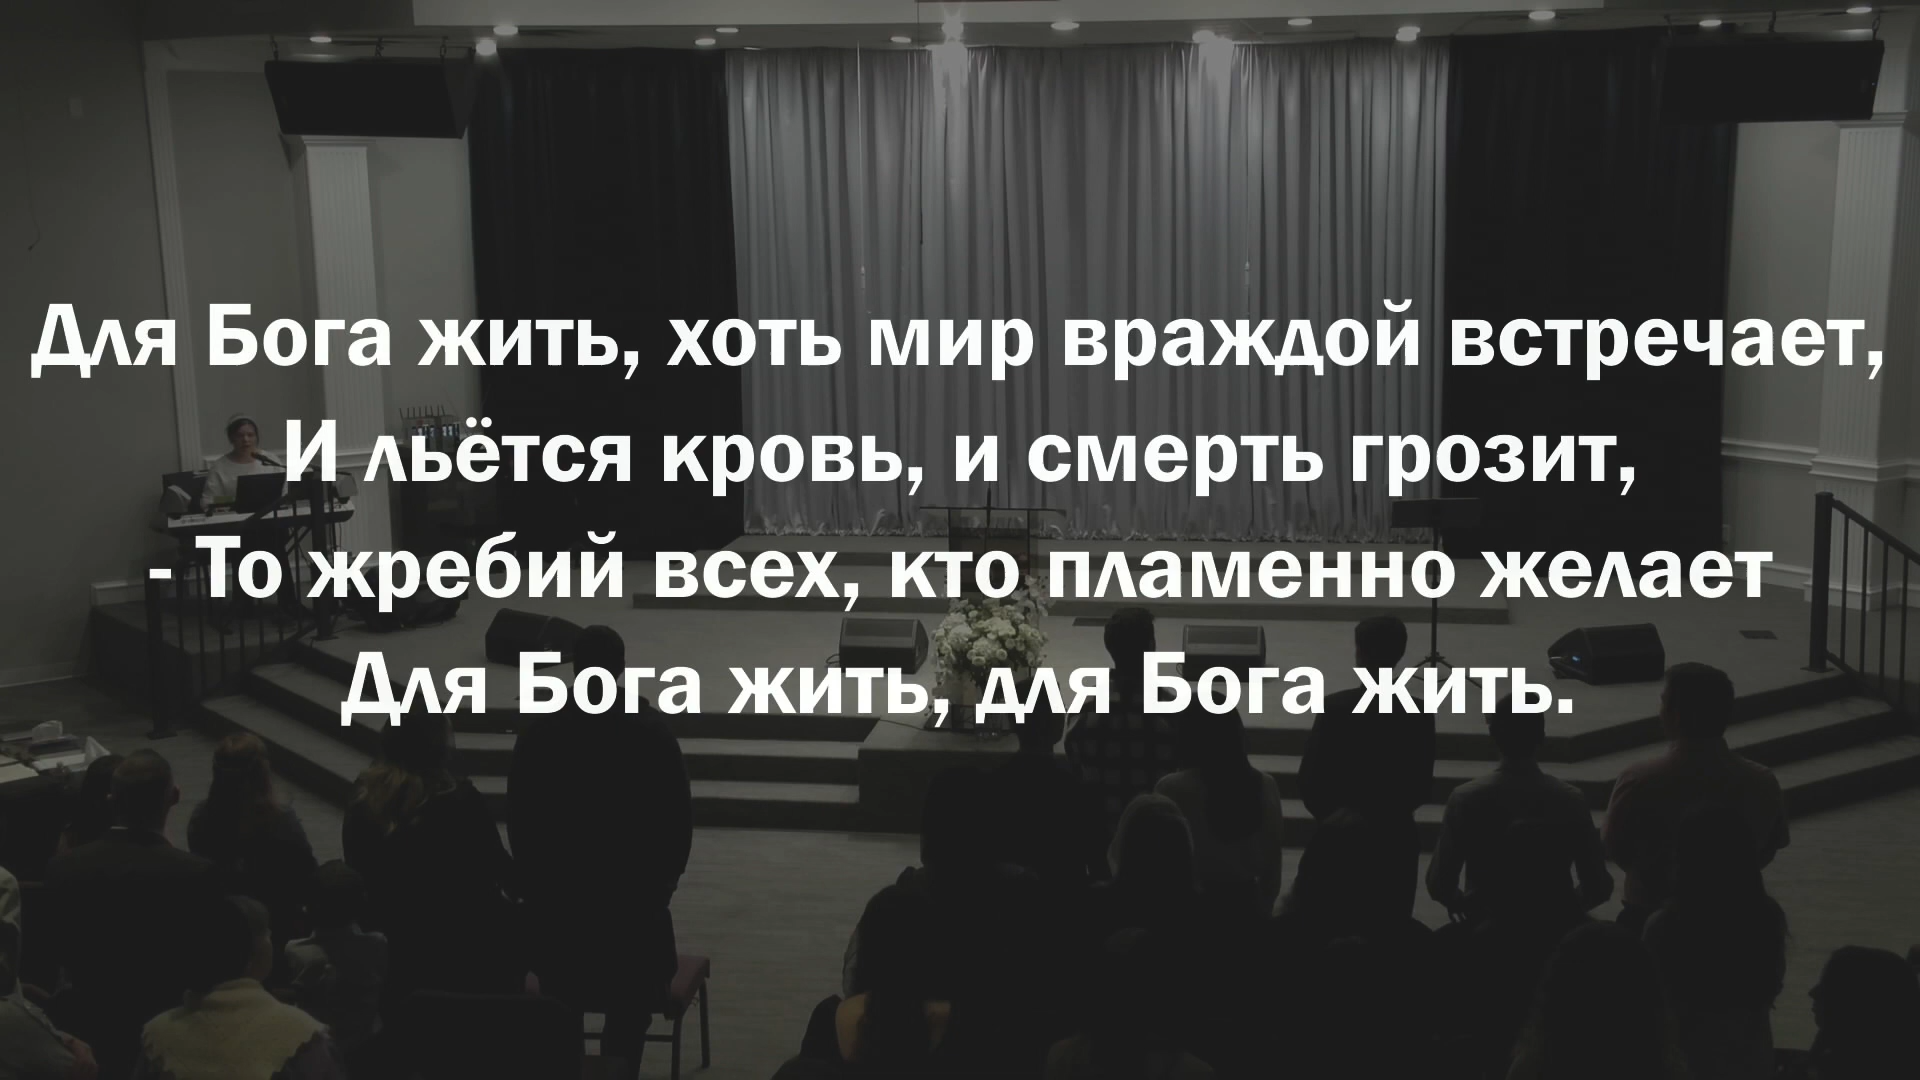 Для Бога жить, хоть мир враждой встречает,
И льётся кровь, и смерть грозит,
- То жребий всех, кто пламенно желает
Для Бога жить, для Бога жить.